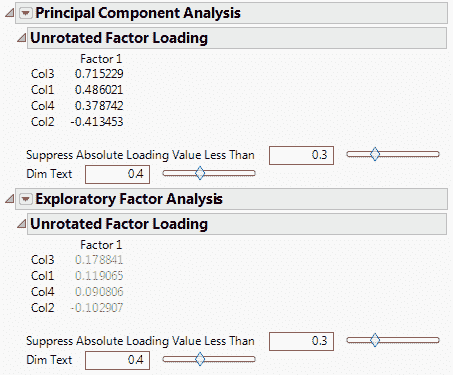 Principal Component Analysis
Unrotated Factor Loading
Factor 1
Col3 0.715229
Col1 0.486021
Col4 0.378742
Col2 -0.413453
Suppress Absolute Loading Value Less Than 0.3
Dim Text 0.4
Exploratory Factor Analysis
Unrotated Factor Loading
Factor 1
Col3 0.178841
Col1 0.119065
Col4 0.090806
Col2 -0.102907
Suppress Absolute Loading Value Less Than 0.3
Dim Text 0.4